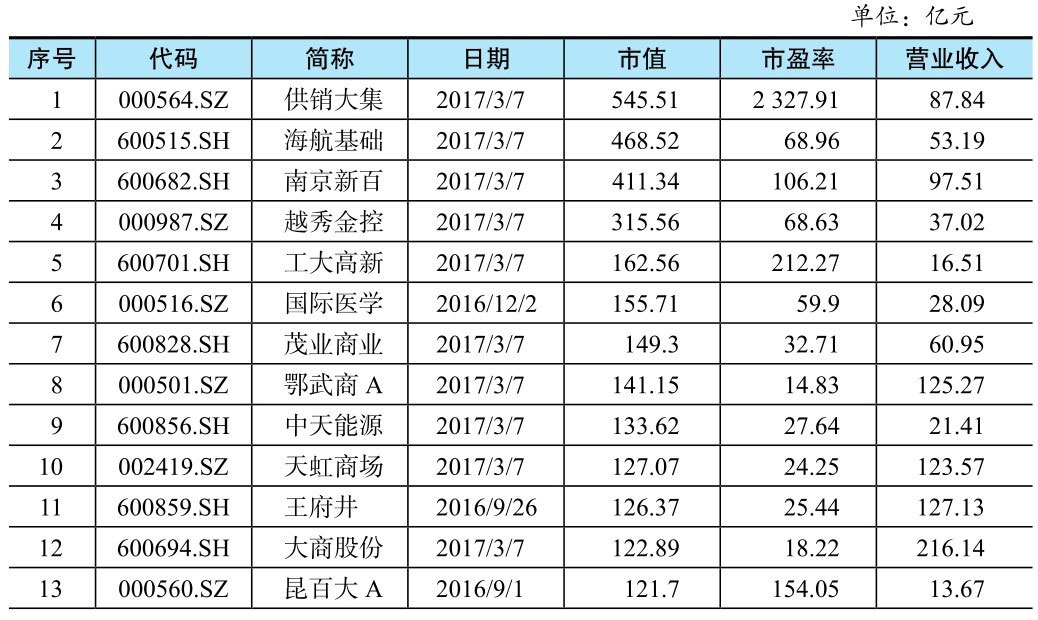 单位：亿元
序号 代码 简称 日期 市值 市盈率 营业收入
1 000564.SZ 供销大集 2017/3/7 545.51 2 327.91 87.84
2 600515.SH 海航基础 2017/3/7 468.52 68.96 53.19
3 600682.SH 南京新百 2017/3/7 411.34 106.21 97.51
4 000987.SZ 越秀金控 2017/3/7 315.56 68.63 37.02
5 600701.SH 工大高新 2017/3/7 162.56 212.27 16.51
6 000516.SZ 国际医学 2016/12/2 155.71 59.9 28.09
7 600828.SH 茂业商业 2017/3/7 149.3 32.71 60.95
8 000501.SZ 鄂武商 A 2017/3/7 141.15 14.83 125.27
9 600856.SH 中天能源 2017/3/7 133.62 27.64 21.41
10 002419.SZ 天虹商场 2017/3/7 127.07 24.25 123.57
11 600859.SH 王府井 2016/9/26 126.37 25.44 127.13
12 600694.SH 大商股份 2017/3/7 122.89 18.22 216.14
13 000560.SZ 昆百大 A 2016/9/1 121.7 154.05 13.67